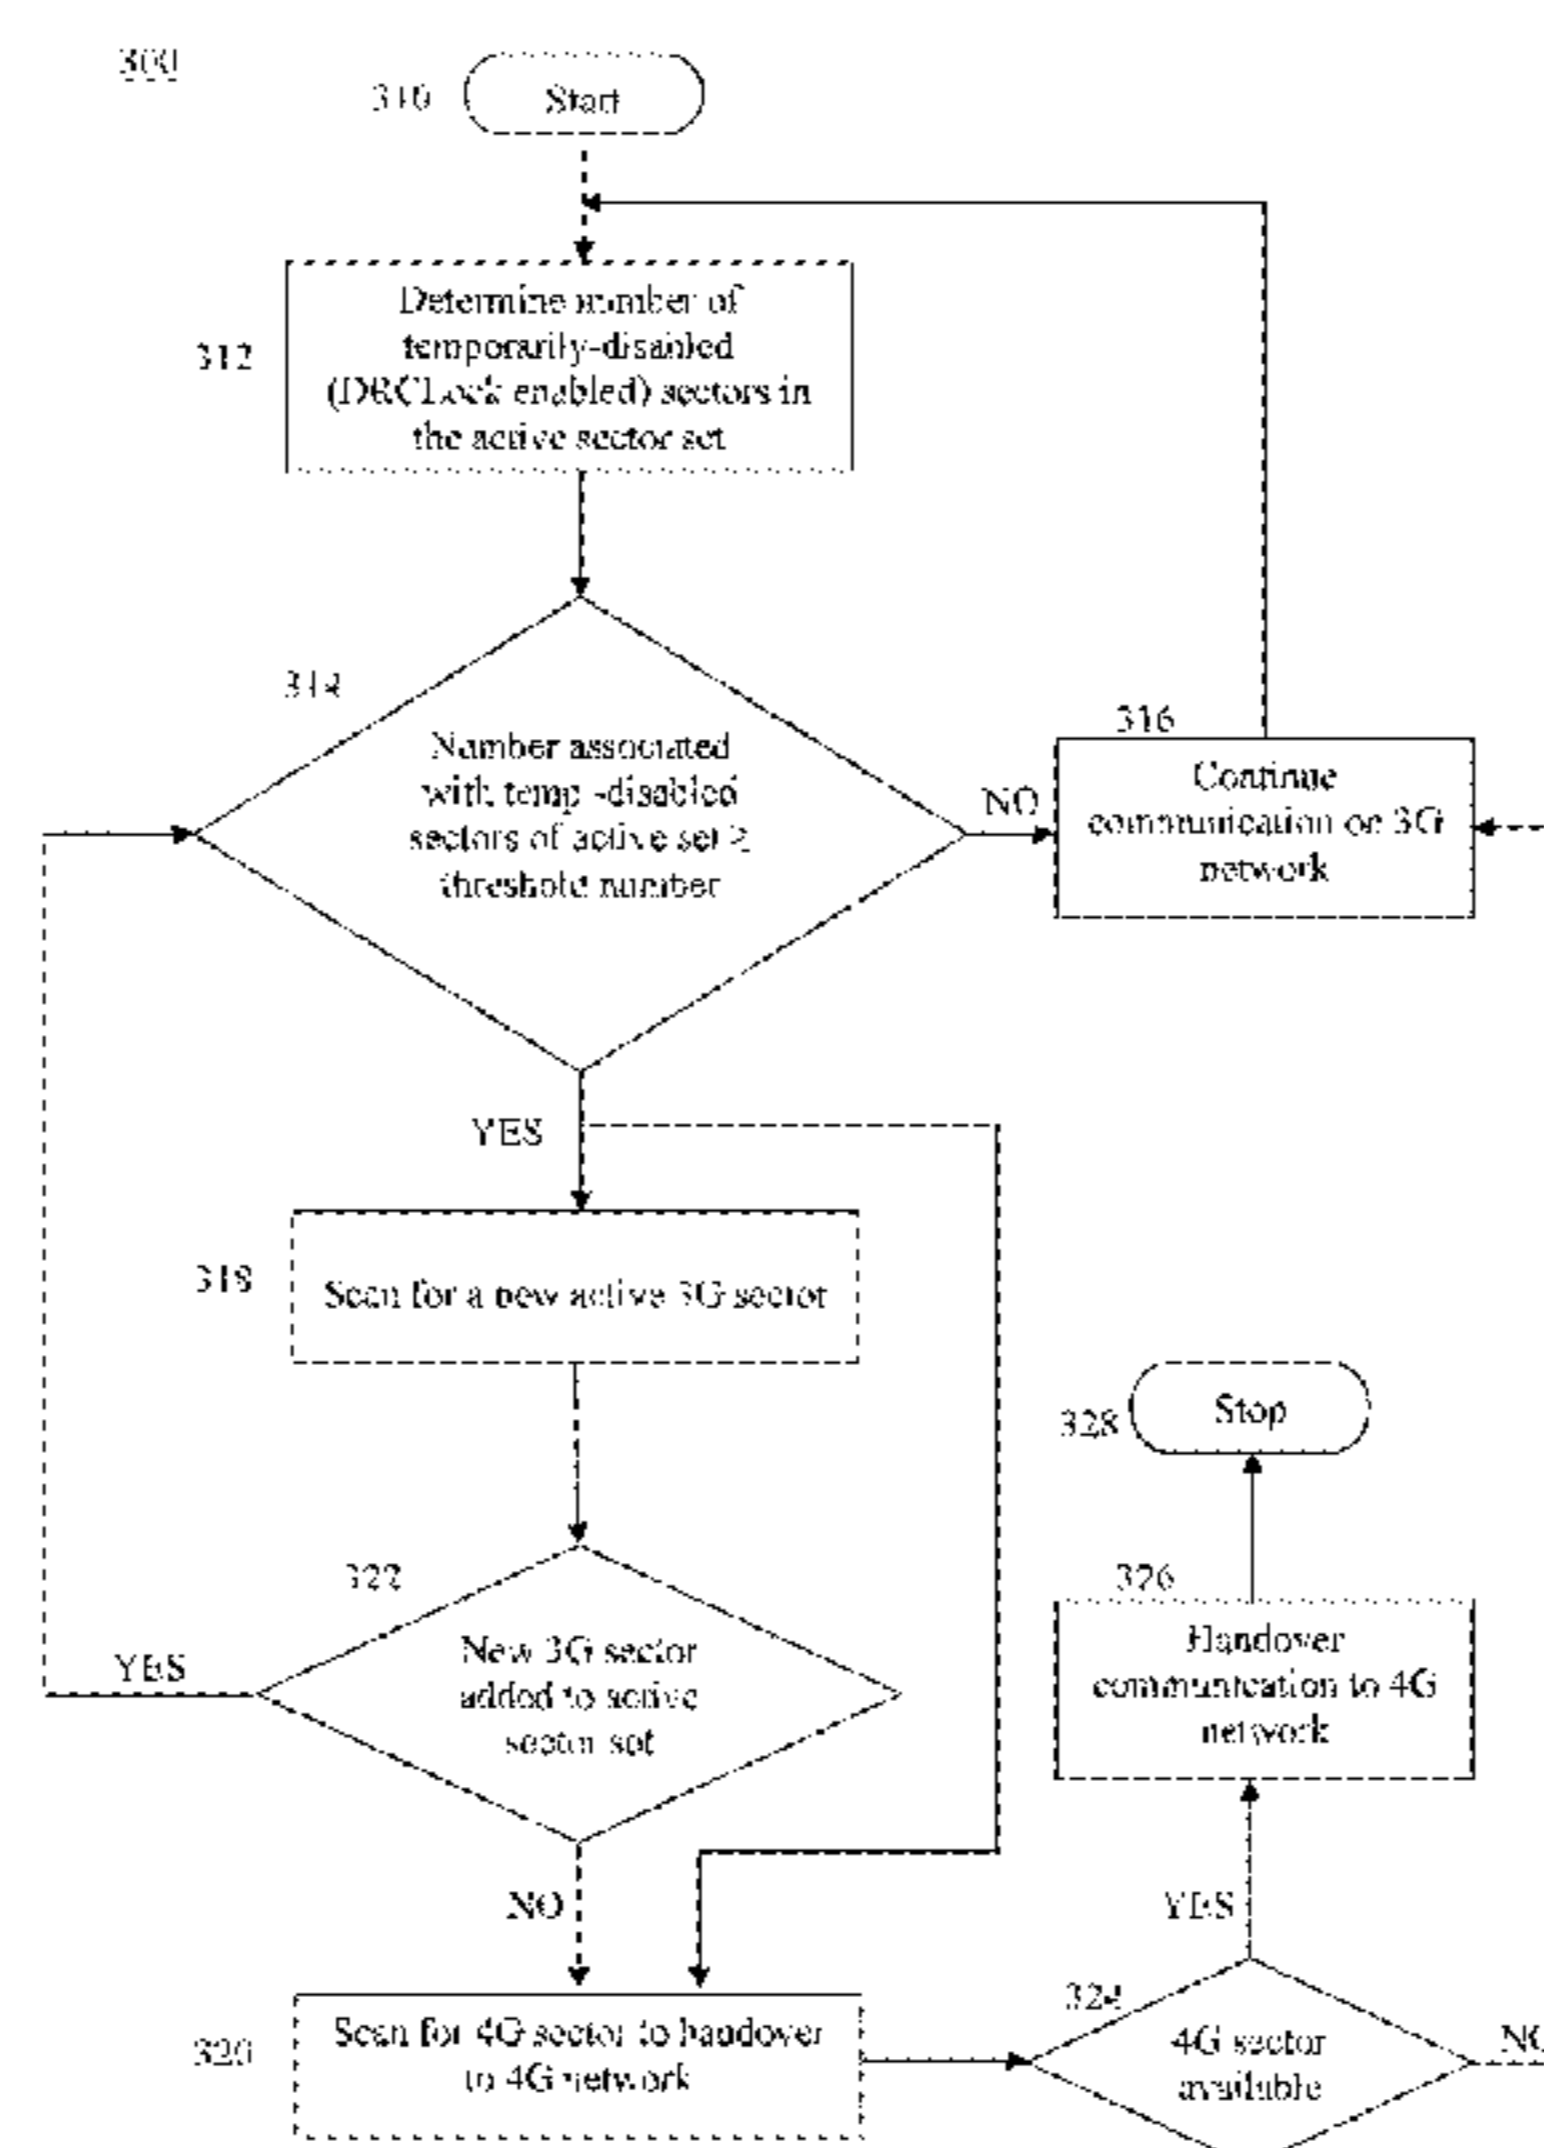 300
310
Start
312
Determine number of
temporarily-disabled
(DRCLock enabled) sectors in
the active sector set
314
Number associated
with temp -disabled
sectors of active set ≥
threshold number
NO
316
Continue
communication on 3G
network
YES
318
Scan for a new active 3G sector
322
New 3G sector
added to active
sector set
YES
NO
328
Stop
326
Handover
communication to 4G
network
YES
320
Scan for 4G sector to handover
to 4G network
324
4G sector
available
NO